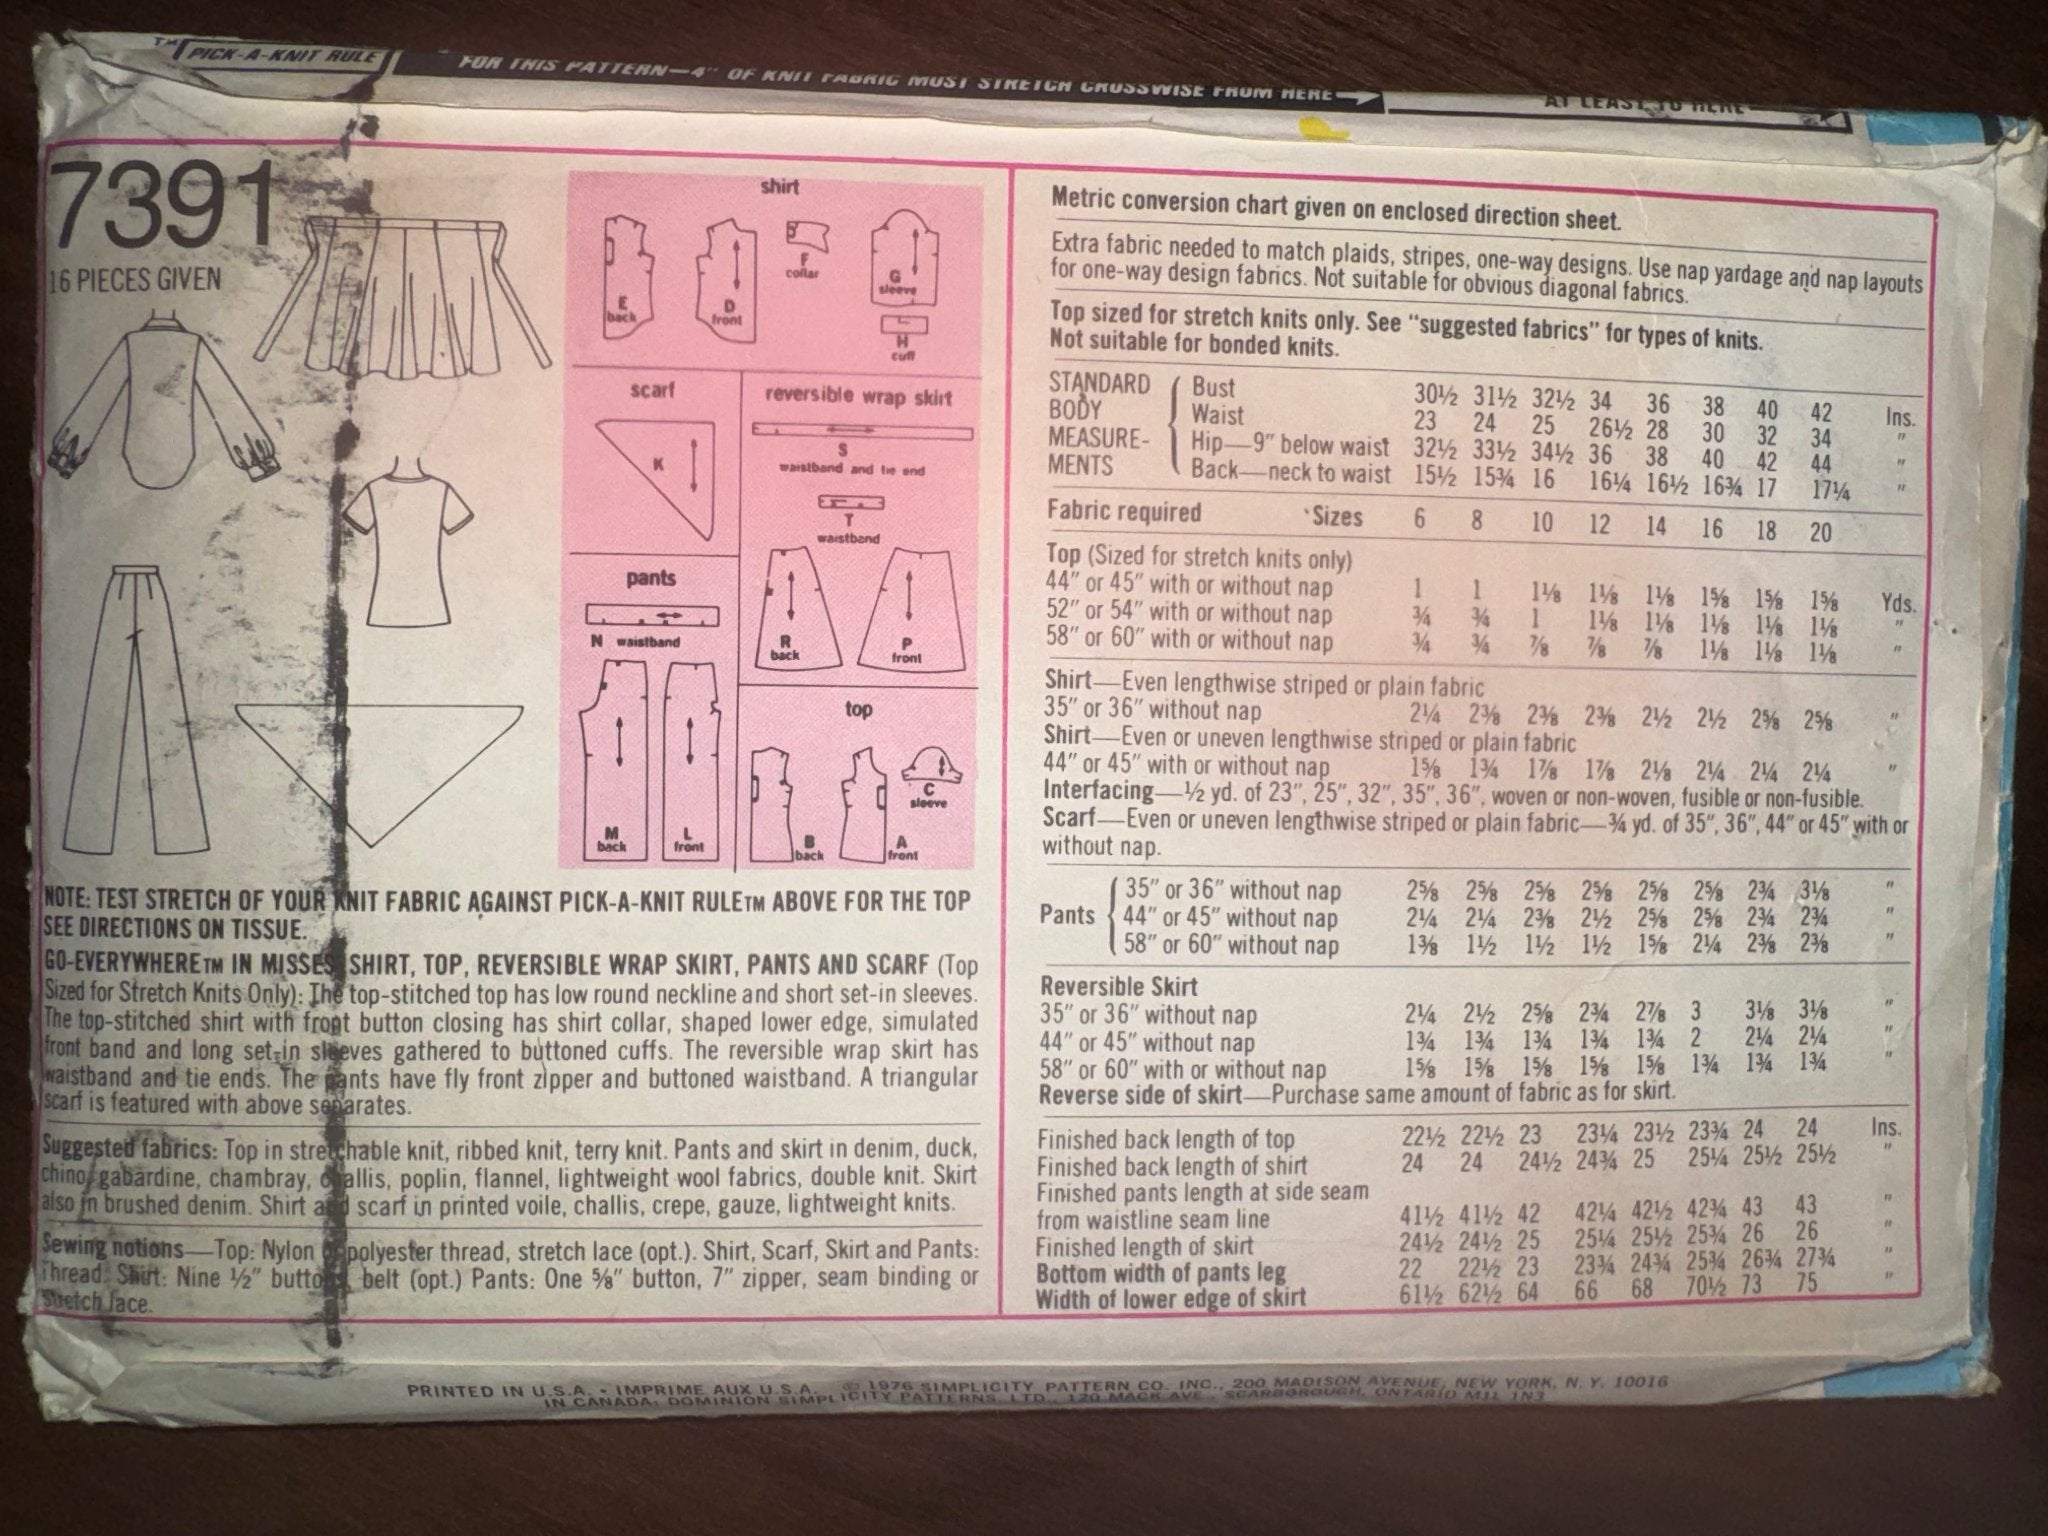 TM PICK-A-KNIT RULE
FOR THIS PATTERN—4" OF KNIT FABRIC MUST STRETCH CROSSWISE FROM HERE
AT LEAST TO HERE
7391
16 PIECES GIVEN
shirt
E
back
D
front
F
collar
G
sleeve
H
cuff
scarf
K
reversible wrap skirt
S
waistband and tie end
T
waistband
R
back
P
front
pants
N waistband
M
back
L
front
top
B
back
A
front
C
sleeve
NOTE: TEST STRETCH OF YOUR KNIT FABRIC AGAINST PICK-A-KNIT RULE™ ABOVE FOR THE TOP
SEE DIRECTIONS ON TISSUE.
GO-EVERYWHERE™ IN MISSES' SHIRT, TOP, REVERSIBLE WRAP SKIRT, PANTS AND SCARF (Top
Sized for Stretch Knits Only): The top-stitched top has low round neckline and short set-in sleeves.
The top-stitched shirt with front button closing has shirt collar, shaped lower edge, simulated
front band and long set-in sleeves gathered to buttoned cuffs. The reversible wrap skirt has
waistband and tie ends. The pants have fly front zipper and buttoned waistband. A triangular
scarf is featured with above separates.
Suggested fabrics: Top in stretchable knit, ribbed knit, terry knit. Pants and skirt in denim, duck,
chino, gabardine, chambray, challis, poplin, flannel, lightweight wool fabrics, double knit. Skirt
also in brushed denim. Shirt and scarf in printed voile, challis, crepe, gauze, lightweight knits.
Sewing notions—Top: Nylon or polyester thread, stretch lace (opt.). Shirt, Scarf, Skirt and Pants:
Thread. Shirt: Nine ½" buttons, belt (opt.) Pants: One ⅝" button, 7" zipper, seam binding or
stretch lace.
Metric conversion chart given on enclosed direction sheet.
Extra fabric needed to match plaids, stripes, one-way designs. Use nap yardage and nap layouts
for one-way design fabrics. Not suitable for obvious diagonal fabrics.
Top sized for stretch knits only. See "suggested fabrics" for types of knits.
Not suitable for bonded knits.
STANDARD BODY MEASURE-MENTS
Bust 30½ 31½ 32½ 34 36 38 40 42 Ins.
Waist 23 24 25 26½ 28 30 32 34 "
Hip—9" below waist 32½ 33½ 34½ 36 38 40 42 44 "
Back—neck to waist 15½ 15¾ 16 16¼ 16½ 16¾ 17 17¼ "
Fabric required Sizes 6 8 10 12 14 16 18 20
Top (Sized for stretch knits only)
44" or 45" with or without nap 1 1 1⅛ 1⅛ 1⅛ 1⅝ 1⅝ 1⅝ Yds.
52" or 54" with or without nap ¾ ¾ 1 1⅛ 1⅛ 1⅛ 1⅛ 1⅛ "
58" or 60" with or without nap ¾ ¾ ⅞ ⅞ ⅞ 1⅛ 1⅛ 1⅛ "
Shirt—Even lengthwise striped or plain fabric
35" or 36" without nap 2¼ 2⅜ 2⅜ 2⅜ 2½ 2½ 2⅝ 2⅝ "
Shirt—Even or uneven lengthwise striped or plain fabric
44" or 45" with or without nap 1⅝ 1¾ 1⅞ 1⅞ 2⅛ 2¼ 2¼ 2¼ "
Interfacing—½ yd. of 23", 25", 32", 35", 36", woven or non-woven, fusible or non-fusible.
Scarf—Even or uneven lengthwise striped or plain fabric—¾ yd. of 35", 36", 44" or 45" with or
without nap.
Pants
35" or 36" without nap 2⅝ 2⅝ 2⅝ 2⅝ 2⅝ 2⅝ 2¾ 3⅛ "
44" or 45" without nap 2¼ 2¼ 2⅜ 2½ 2⅝ 2⅝ 2¾ 2¾ "
58" or 60" without nap 1⅜ 1½ 1½ 1½ 1⅝ 2¼ 2⅜ 2⅜ "
Reversible Skirt
35" or 36" without nap 2¼ 2½ 2⅝ 2¾ 2⅞ 3 3⅛ 3⅛ "
44" or 45" without nap 1¾ 1¾ 1¾ 1¾ 1¾ 2 2¼ 2¼ "
58" or 60" with or without nap 1⅝ 1⅝ 1⅝ 1⅝ 1⅝ 1¾ 1¾ 1¾ "
Reverse side of skirt—Purchase same amount of fabric as for skirt.
Finished back length of top 22½ 22½ 23 23¼ 23½ 23¾ 24 24 Ins.
Finished back length of shirt 24 24 24½ 24¾ 25 25¼ 25½ 25½ "
Finished pants length at side seam
from waistline seam line 41½ 41½ 42 42¼ 42½ 42¾ 43 43 "
Finished length of skirt 24½ 24½ 25 25¼ 25½ 25¾ 26 26 "
Bottom width of pants leg 22 22½ 23 23¾ 24¾ 25¾ 26¾ 27¾ "
Width of lower edge of skirt 61½ 62½ 64 66 68 70½ 73 75 "
PRINTED IN U.S.A. • IMPRIME AUX U.S.A. © 1976 SIMPLICITY PATTERN CO. INC., 200 MADISON AVENUE, NEW YORK, N.Y. 10016
IN CANADA: DOMINION SIMPLICITY PATTERNS LTD., 120 MACK AVE., SCARBOROUGH, ONTARIO M1L 1N3